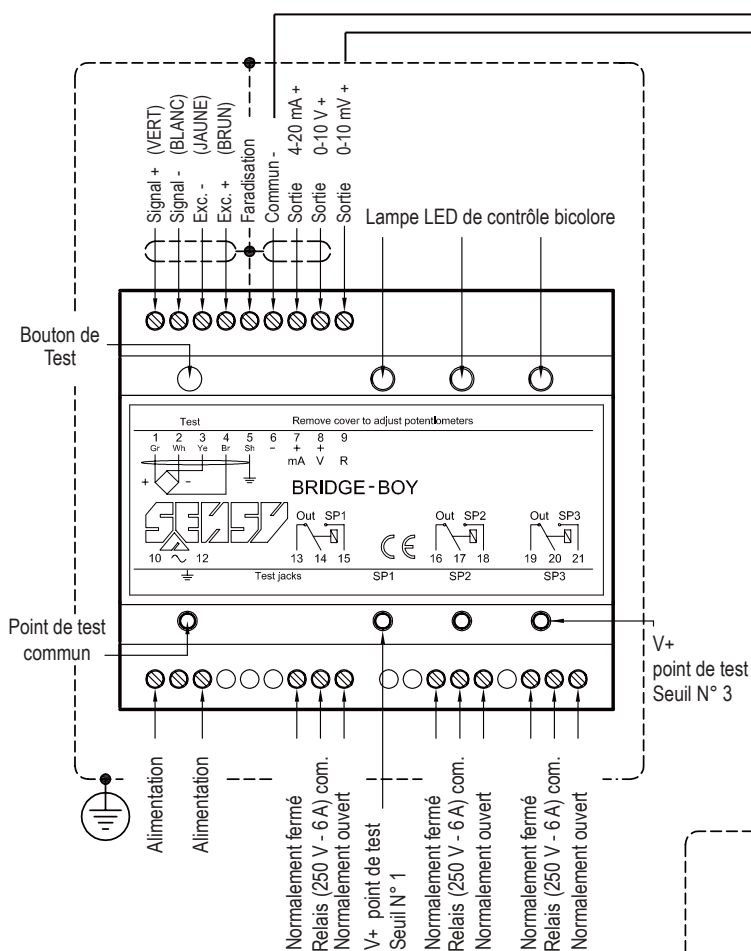 Signal + (VERT)
Signal - (BLANC)
Exc. - (JAUNE)
Exc. + (BRUN)
Faradisation
Commun -
Sortie 4-20 mA +
Sortie 0-10 V +
Sortie 0-10 mV +
Lampe LED de contrôle bicolore
Bouton de
Test
Test Remove cover to adjust potentiometers
1 2 3 4 5 6 7 8 9
Gr Wh Ye Br Sh - + +
mA V R
+ -
BRIDGE-BOY
SENSY
Out SP1 Out SP2 Out SP3
CE
10 12 13 14 15 16 17 18 19 20 21
Test jacks SP1 SP2 SP3
Point de test
commun
V+
point de test
Seuil N° 3
Alimentation
Alimentation
Normalement fermé
Relais (250 V - 6 A) com.
Normalement ouvert
V+ point de test
Seuil N° 1
Normalement fermé
Relais (250 V - 6 A) com.
Normalement ouvert
Normalement fermé
Relais (250 V - 6 A) com.
Normalement ouvert